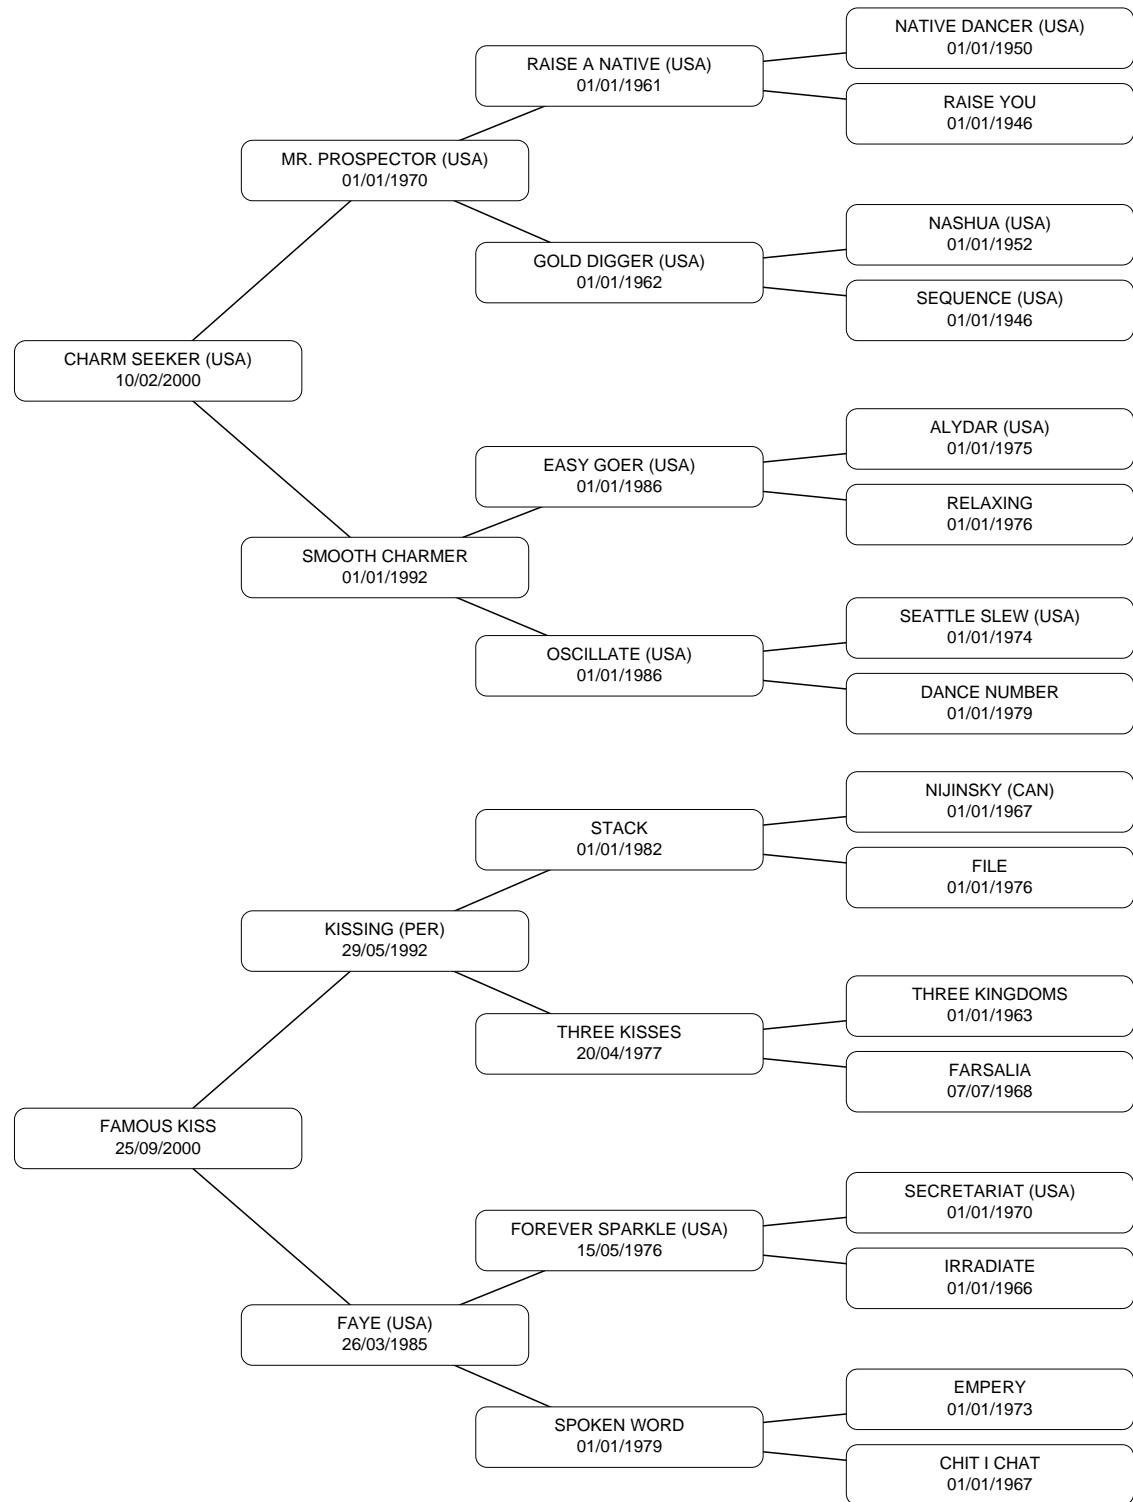 NATIVE DANCER (USA)
01/01/1950
RAISE A NATIVE (USA)
01/01/1961
RAISE YOU
01/01/1946
MR. PROSPECTOR (USA)
01/01/1970
NASHUA (USA)
01/01/1952
GOLD DIGGER (USA)
01/01/1962
SEQUENCE (USA)
01/01/1946
CHARM SEEKER (USA)
10/02/2000
ALYDAR (USA)
01/01/1975
EASY GOER (USA)
01/01/1986
RELAXING
01/01/1976
SMOOTH CHARMER
01/01/1992
SEATTLE SLEW (USA)
01/01/1974
OSCILLATE (USA)
01/01/1986
DANCE NUMBER
01/01/1979
NIJINSKY (CAN)
01/01/1967
STACK
01/01/1982
FILE
01/01/1976
KISSING (PER)
29/05/1992
THREE KINGDOMS
01/01/1963
THREE KISSES
20/04/1977
FARSALIA
07/07/1968
FAMOUS KISS
25/09/2000
SECRETARIAT (USA)
01/01/1970
FOREVER SPARKLE (USA)
15/05/1976
IRRADIATE
01/01/1966
FAYE (USA)
26/03/1985
EMPERY
01/01/1973
SPOKEN WORD
01/01/1979
CHIT I CHAT
01/01/1967